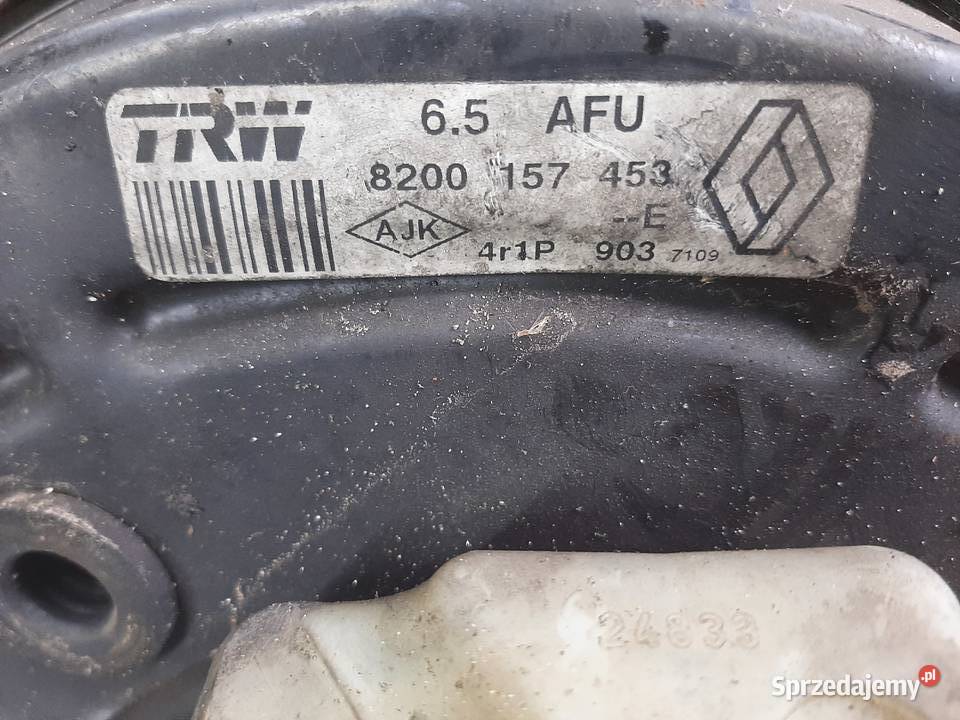 TRW 6.5 AFU
8200 157 453
--E
AJK 4r1P 903 7109
24833
Sprzedajemy.pl